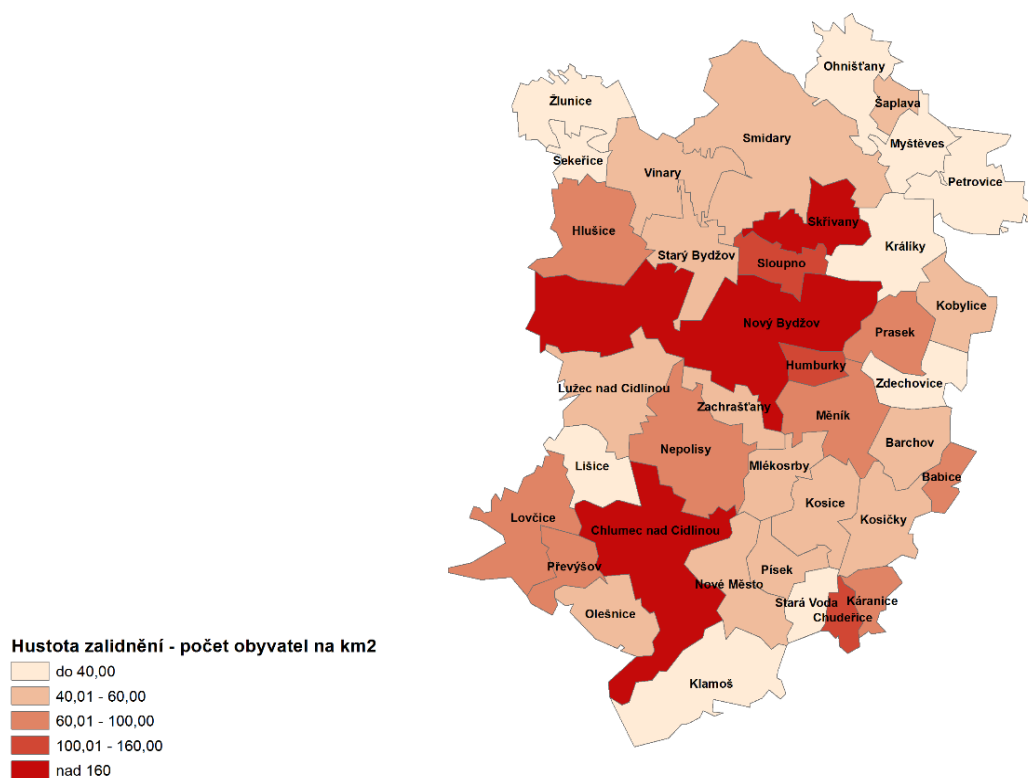 Ohnišťany
Žlunice
Šaplava
Smidary
Myštěves
Sekeřice
Vinary
Petrovice
Skřivany
Hlušice
Králíky
Starý Bydžov
Sloupno
Kobylice
Nový Bydžov
Prasek
Humburky
Zdechovice
Lužec nad Cidlinou
Zachrašťany
Měník
Barchov
Nepolisy
Lišice
Mlékosrby
Babice
Kosice
Lovčice
Kosičky
Chlumec nad Cidlinou
Převýšov
Písek
Nové Město
Káranice
Stará Voda
Olešnice
Chudeřice
Klamoš
Hustota zalidnění - počet obyvatel na km2
do 40,00
40,01 - 60,00
60,01 - 100,00
100,01 - 160,00
nad 160